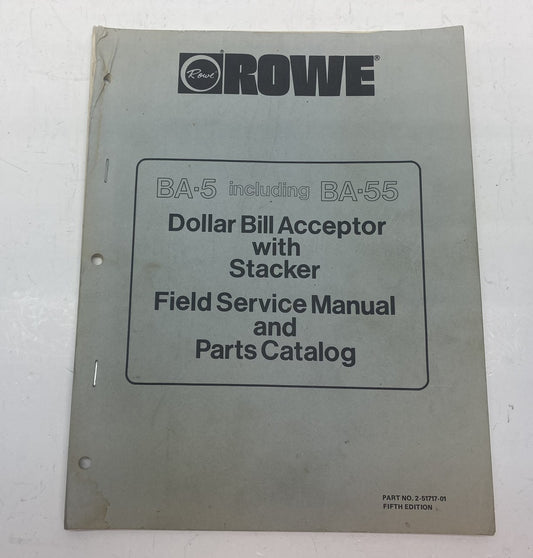 Rowe ROWE®
BA-5 including BA-55
Dollar Bill Acceptor
with
Stacker
Field Service Manual
and
Parts Catalog
PART NO. 2-51717-01
FIFTH EDITION